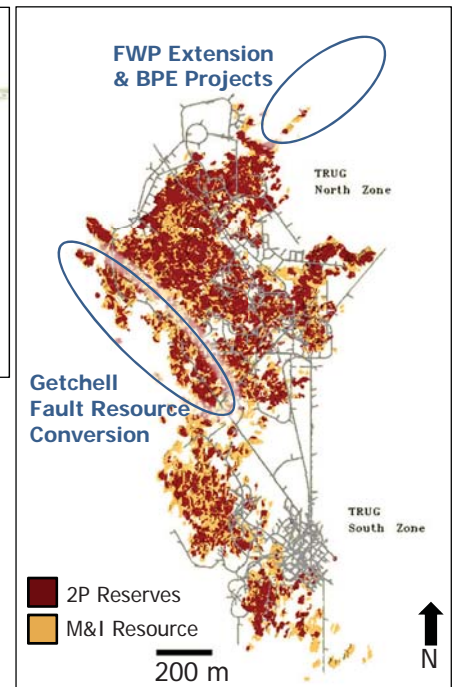 FWP Extension
& BPE Projects
TRUG
North Zone
Getchell
Fault Resource
Conversion
TRUG
South Zone
2P Reserves
M&I Resource
200 m
N